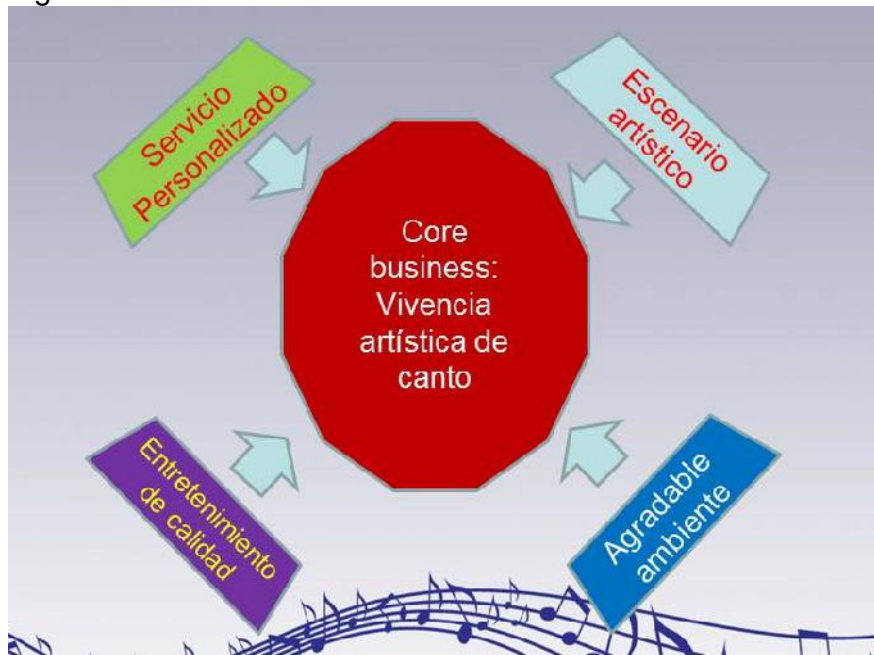 Servicio
Personalizado
Escenario
artístico
Core
business:
Vivencia
artística de
canto
Entretenimiento
de calidad
Agradable
ambiente